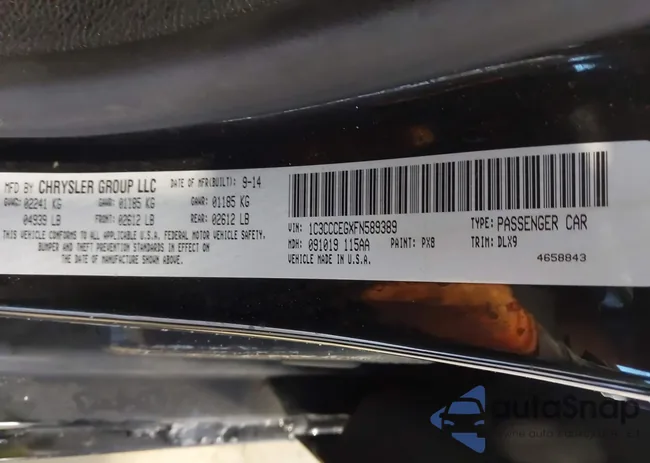 MFD BY CHRYSLER GROUP LLC DATE OF MFR(BUILT): 9-14
GVWR: 02241 KG GAWR: 01185 KG GAWR: 01185 KG
04939 LB FRONT: 02612 LB REAR: 02612 LB
THIS VEHICLE CONFORMS TO ALL APPLICABLE U.S.A. FEDERAL MOTOR VEHICLE SAFETY,
BUMPER AND THEFT PREVENTION STANDARDS IN EFFECT ON
THE DATE OF MANUFACTURE SHOWN ABOVE.
VIN: 1C3CCCEGXFN589389 TYPE: PASSENGER CAR
MDH: 091019 115AA PAINT: PX8 TRIM: DLX9
VEHICLE MADE IN U.S.A. 4658843
autoSnap